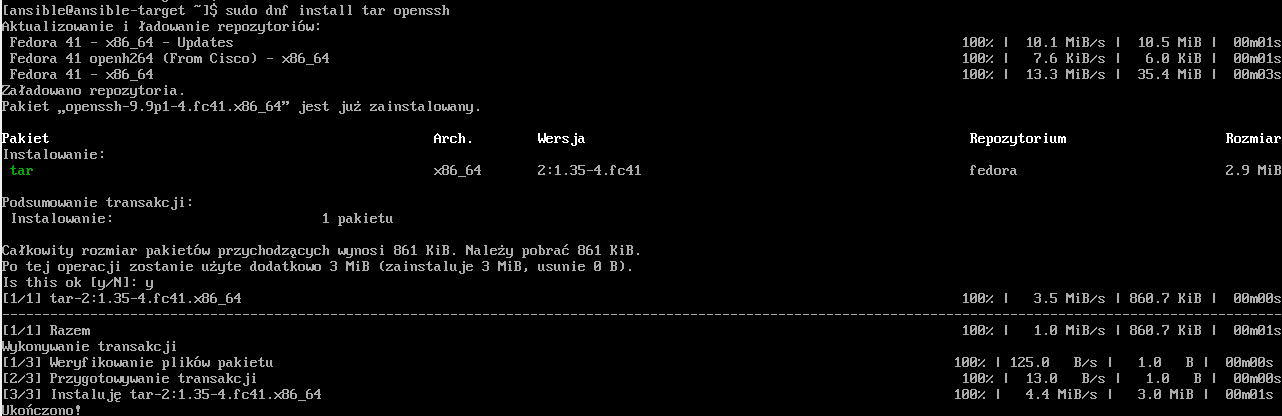 [ansible@ansible-target ~]$ sudo dnf install tar openssh
Aktualizowanie i ładowanie repozytoriów:
Fedora 41 - x86_64 - Updates 100% | 10.1 MiB/s | 10.5 MiB | 00m01s
Fedora 41 openh264 (From Cisco) - x86_64 100% | 7.6 KiB/s | 6.0 KiB | 00m01s
Fedora 41 - x86_64 100% | 13.3 MiB/s | 35.4 MiB | 00m03s
Załadowano repozytoria.
Pakiet „openssh-9.9p1-4.fc41.x86_64” jest już zainstalowany.
Pakiet Arch. Wersja Repozytorium Rozmiar
Instalowanie:
tar x86_64 2:1.35-4.fc41 fedora 2.9 MiB
Podsumowanie transakcji:
Instalowanie: 1 pakietu
Całkowity rozmiar pakietów przychodzących wynosi 861 KiB. Należy pobrać 861 KiB.
Po tej operacji zostanie użyte dodatkowo 3 MiB (zainstaluje 3 MiB, usunie 0 B).
Is this ok [y/N]: y
[1/1] tar-2:1.35-4.fc41.x86_64 100% | 3.5 MiB/s | 860.7 KiB | 00m00s
[1/1] Razem 100% | 1.0 MiB/s | 860.7 KiB | 00m01s
Wykonywanie transakcji
[1/3] Weryfikowanie plików pakietu 100% | 125.0 B/s | 1.0 B | 00m00s
[2/3] Przygotowywanie transakcji 100% | 13.0 B/s | 1.0 B | 00m00s
[3/3] Instaluję tar-2:1.35-4.fc41.x86_64 100% | 4.4 MiB/s | 3.0 MiB | 00m01s
Ukończono!